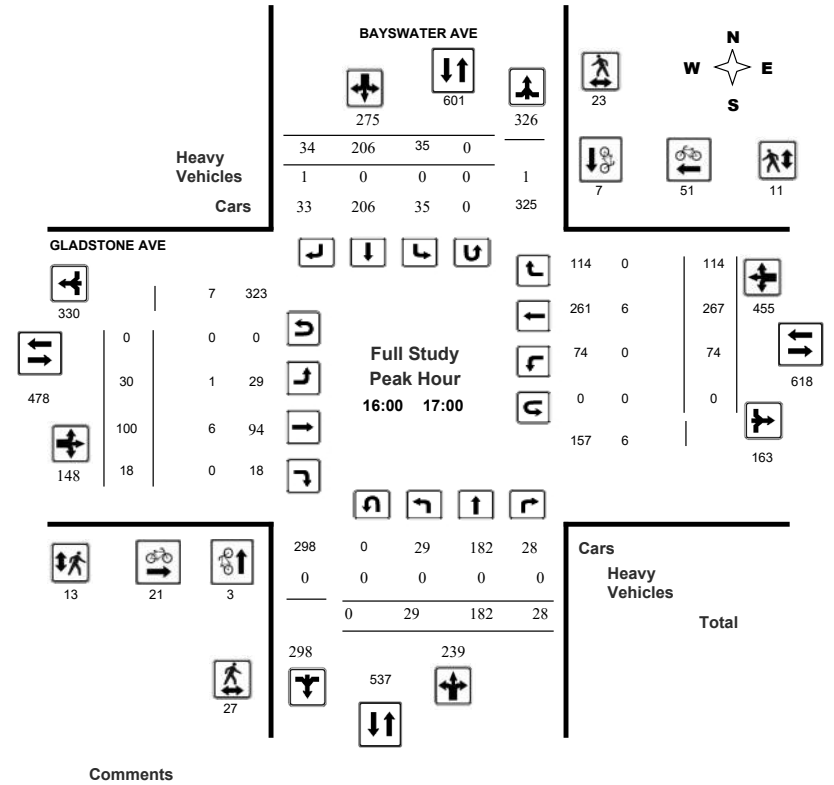 BAYSWATER AVE
N
W E
S
601
23
275 326
34 206 35 0
Heavy
Vehicles
1 0 0 0 1
Cars
33 206 35 0 325
7 51 11
GLADSTONE AVE
330
7 323
114 0 114
261 6 267 455
0 0 0
478
Full Study
Peak Hour
16:00 17:00
74 0 74
618
30 1 29
0 0 0
100 6 94
148
18 0 18
157 6
163
298 0 29 182 28
Cars
0 0 0 0 0
Heavy
Vehicles
13 21 3
0 29 182 28
Total
298 239
537
27
Comments